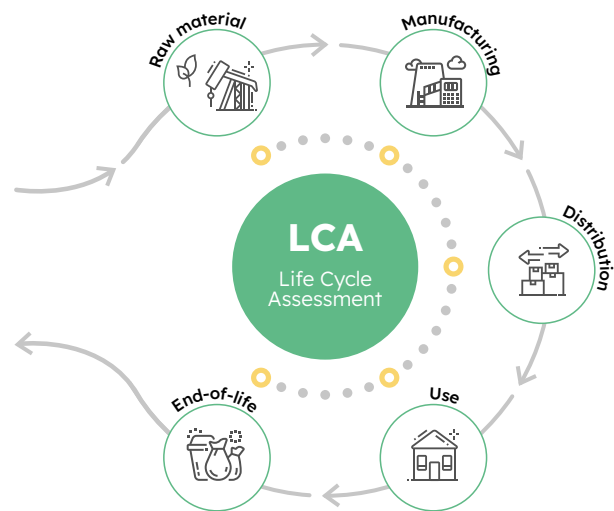 Raw material
Manufacturing
Distribution
LCA
Life Cycle
Assessment
End-of-life
Use